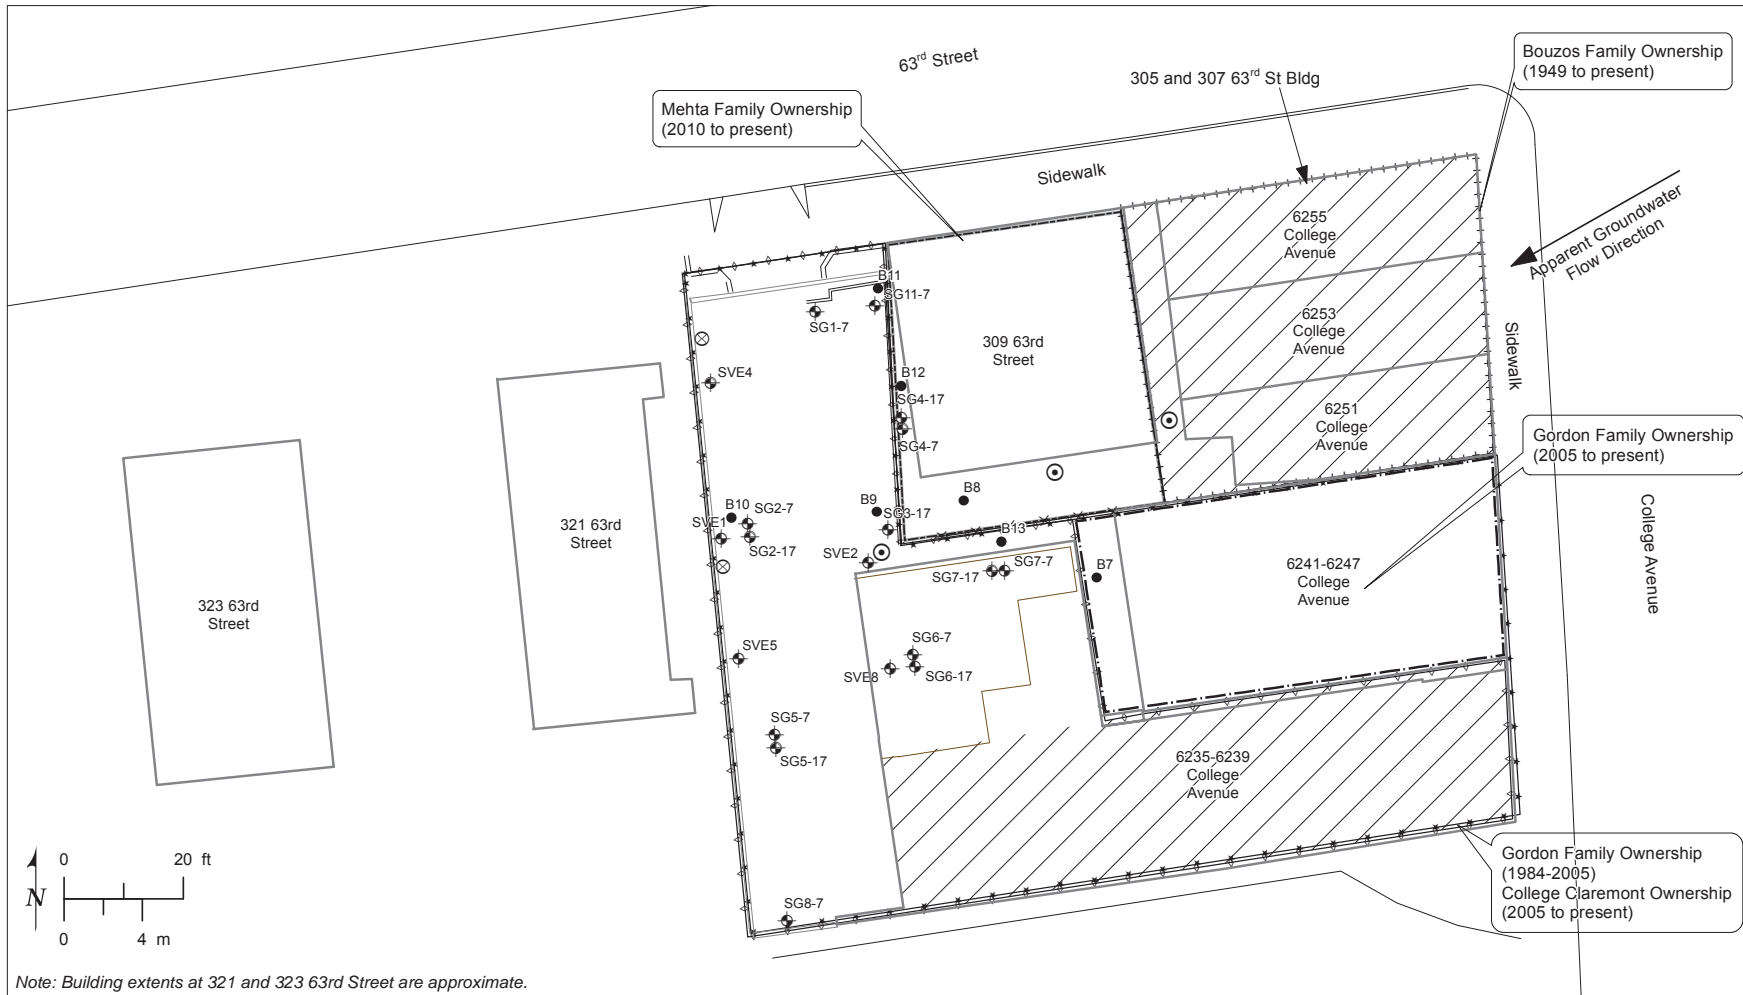 63rd Street
305 and 307 63rd St Bldg
Bouzos Family Ownership
(1949 to present)
Mehta Family Ownership
(2010 to present)
Sidewalk
Apparent Groundwater
Flow Direction
6255
College
Avenue
6253
College
Avenue
6251
College
Avenue
Sidewalk
College Avenue
309 63rd
Street
B11
SG11-7
SG1-7
SVE4
B12
SG4-17
SG4-7
Gordon Family Ownership
(2005 to present)
B10
SG2-7
SVE1
SG2-17
B9
SG3-17
B8
SVE2
B13
SG7-17
SG7-7
B7
6241-6247
College
Avenue
321 63rd
Street
323 63rd
Street
SVE5
SG6-7
SVE8
SG6-17
SG5-7
SG5-17
6235-6239
College
Avenue
SG8-7
Gordon Family Ownership
(1984-2005)
College Claremont Ownership
(2005 to present)
N
0 20 ft
0 4 m
Note: Building extents at 321 and 323 63rd Street are approximate.